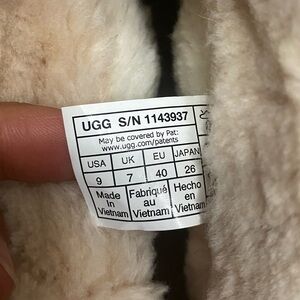 UGG S/N 1143937
May be covered by Pat:
www.ugg.com/patents
USA UK EU JAPAN
9 7 40 26
Made in Vietnam Fabriqué au Vietnam Hecho en Vietnam